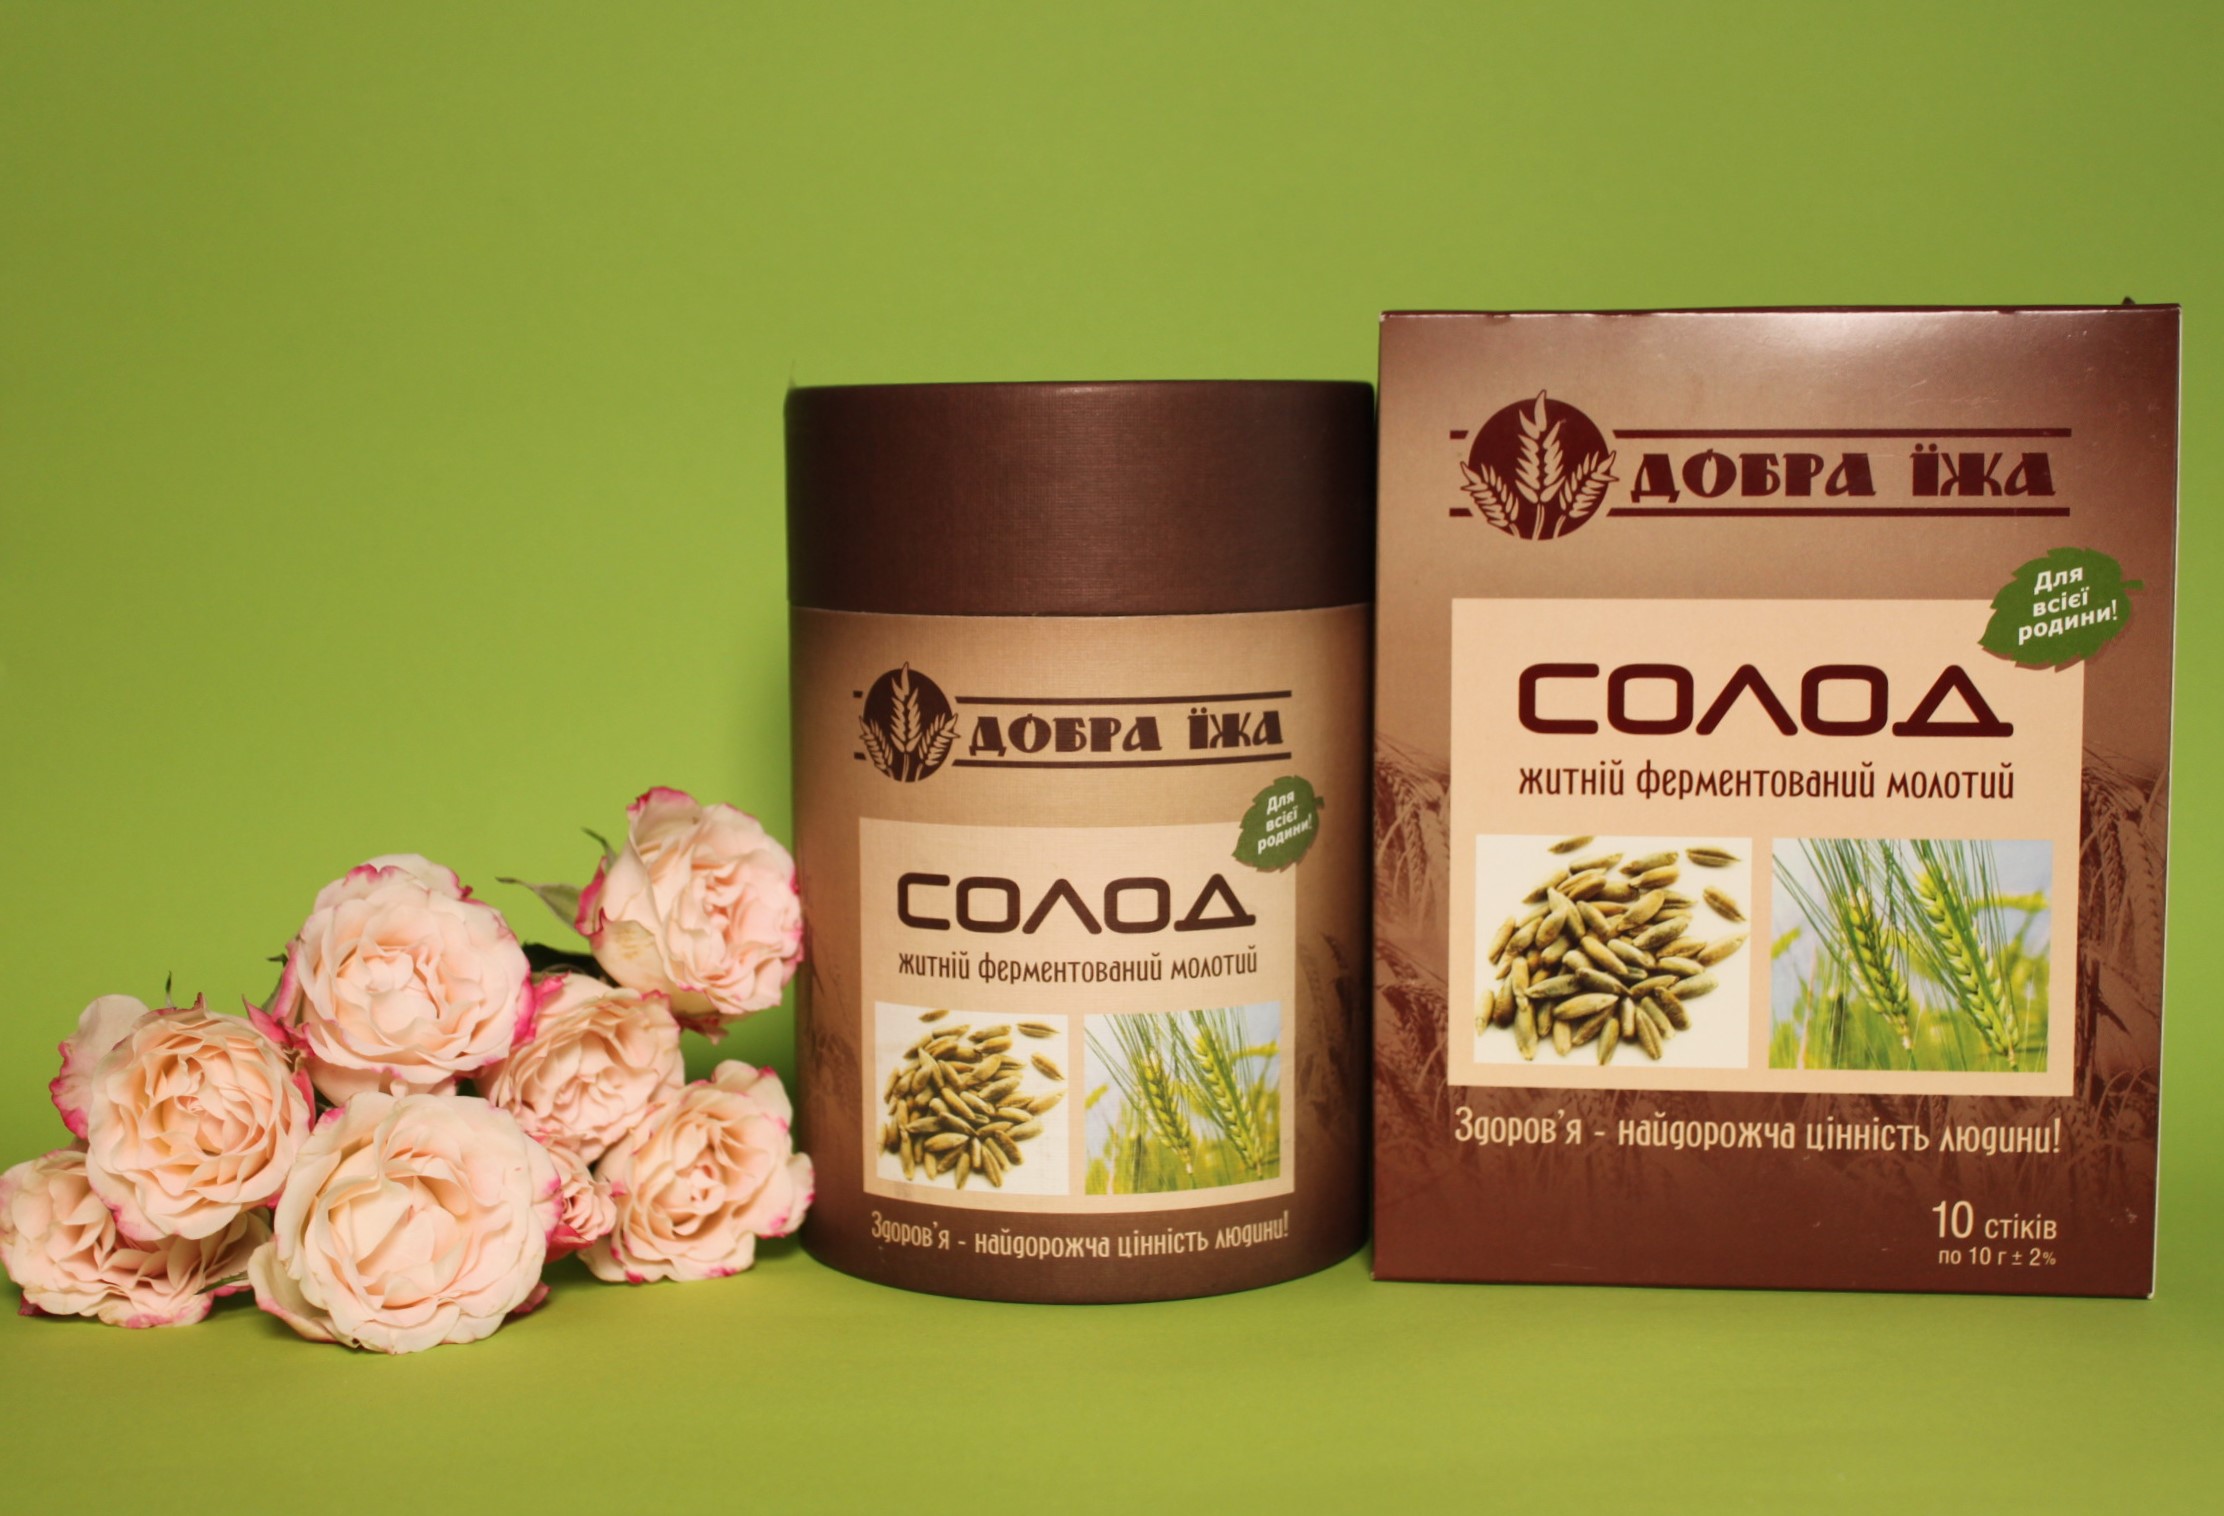 ДОБРА ЇЖА
Для
всієї
родини!
СОЛОД
житній ферментований молотий
Здоров'я - найдорожча цінність людини!
ДОБРА ЇЖА
Для
всієї
родини!
СОЛОД
житній ферментований молотий
Здоров'я - найдорожча цінність людини!
10 стіків
по 10 г ± 2%